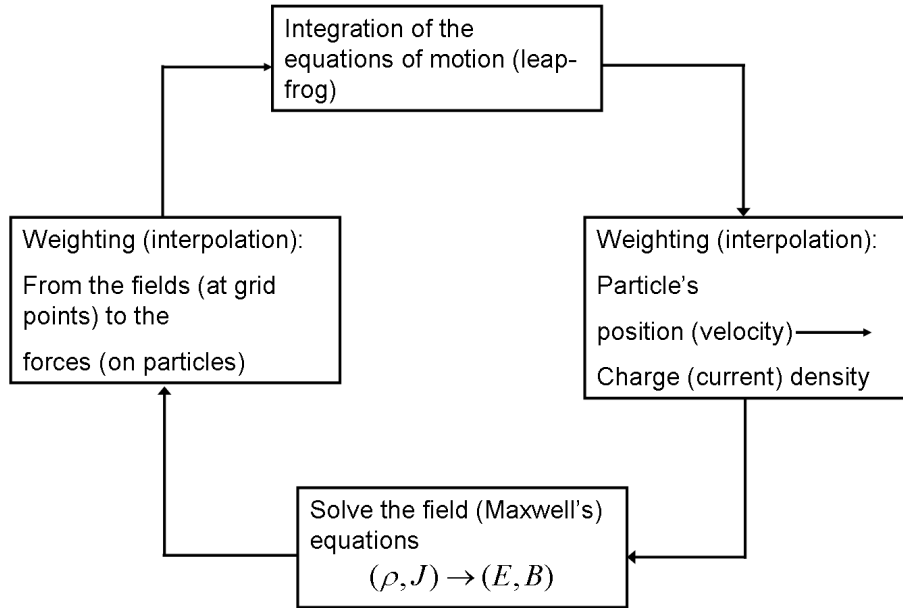 Integration of the
equations of motion (leap-
frog)
Weighting (interpolation):
From the fields (at grid
points) to the
forces (on particles)
Weighting (interpolation):
Particle's
position (velocity)
Charge (current) density
Solve the field (Maxwell's)
equations
(ρ, J) → (E, B)